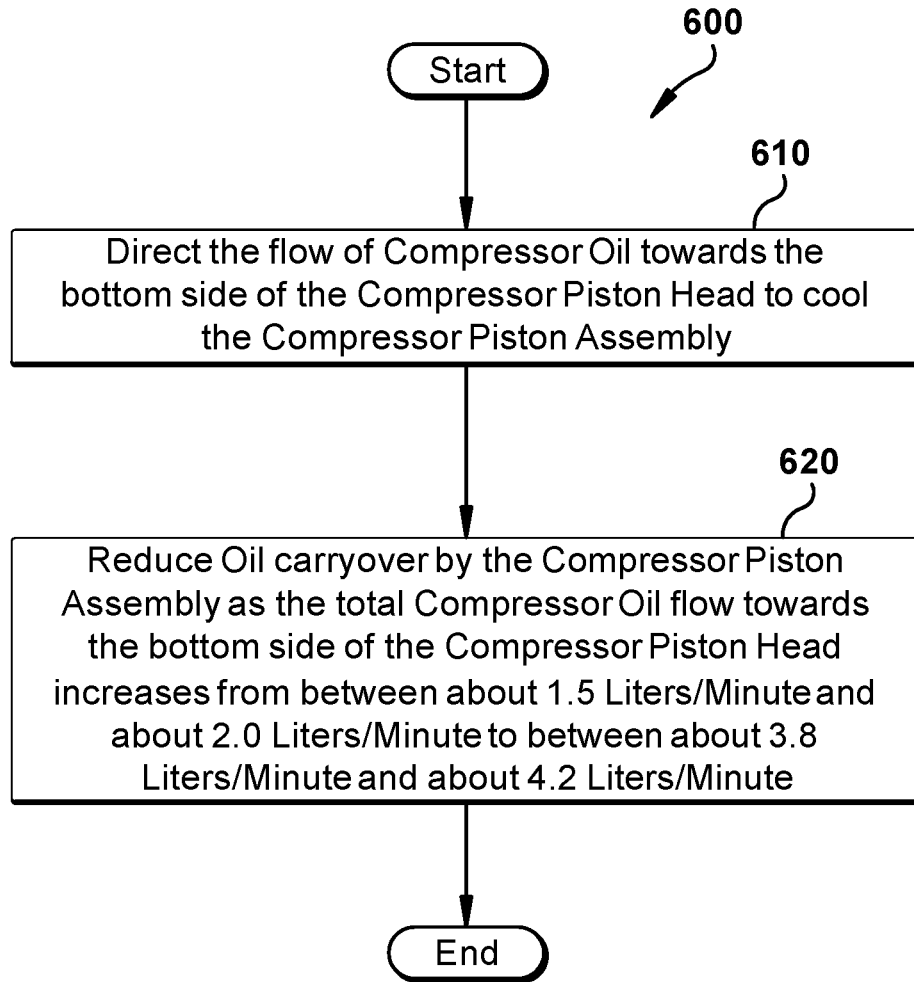 600
Start
610
Direct the flow of Compressor Oil towards the
bottom side of the Compressor Piston Head to cool
the Compressor Piston Assembly
620
Reduce Oil carryover by the Compressor Piston
Assembly as the total Compressor Oil flow towards
the bottom side of the Compressor Piston Head
increases from between about 1.5 Liters/Minute and
about 2.0 Liters/Minute to between about 3.8
Liters/Minute and about 4.2 Liters/Minute
End